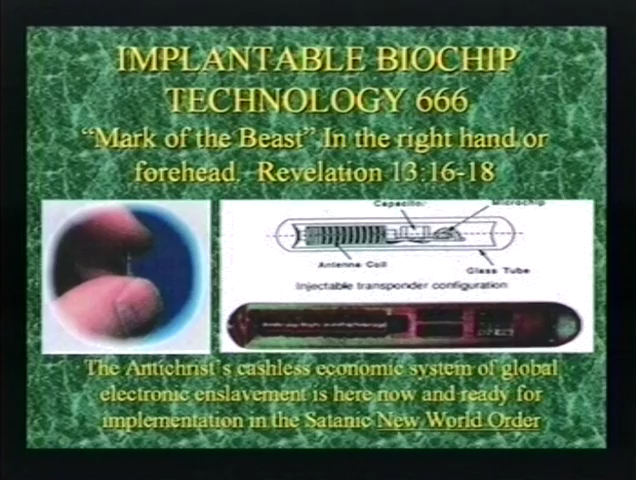 IMPLANTABLE BIOCHIP
TECHNOLOGY 666
"Mark of the Beast" In the right hand or
forehead. Revelation 13:16-18
Capacitor
Microchip
Antenna Coil
Glass Tube
Injectable transponder configuration
The Antichrist's cashless economic system of global
electronic enslavement is here now and ready for
implementation in the Satanic New World Order